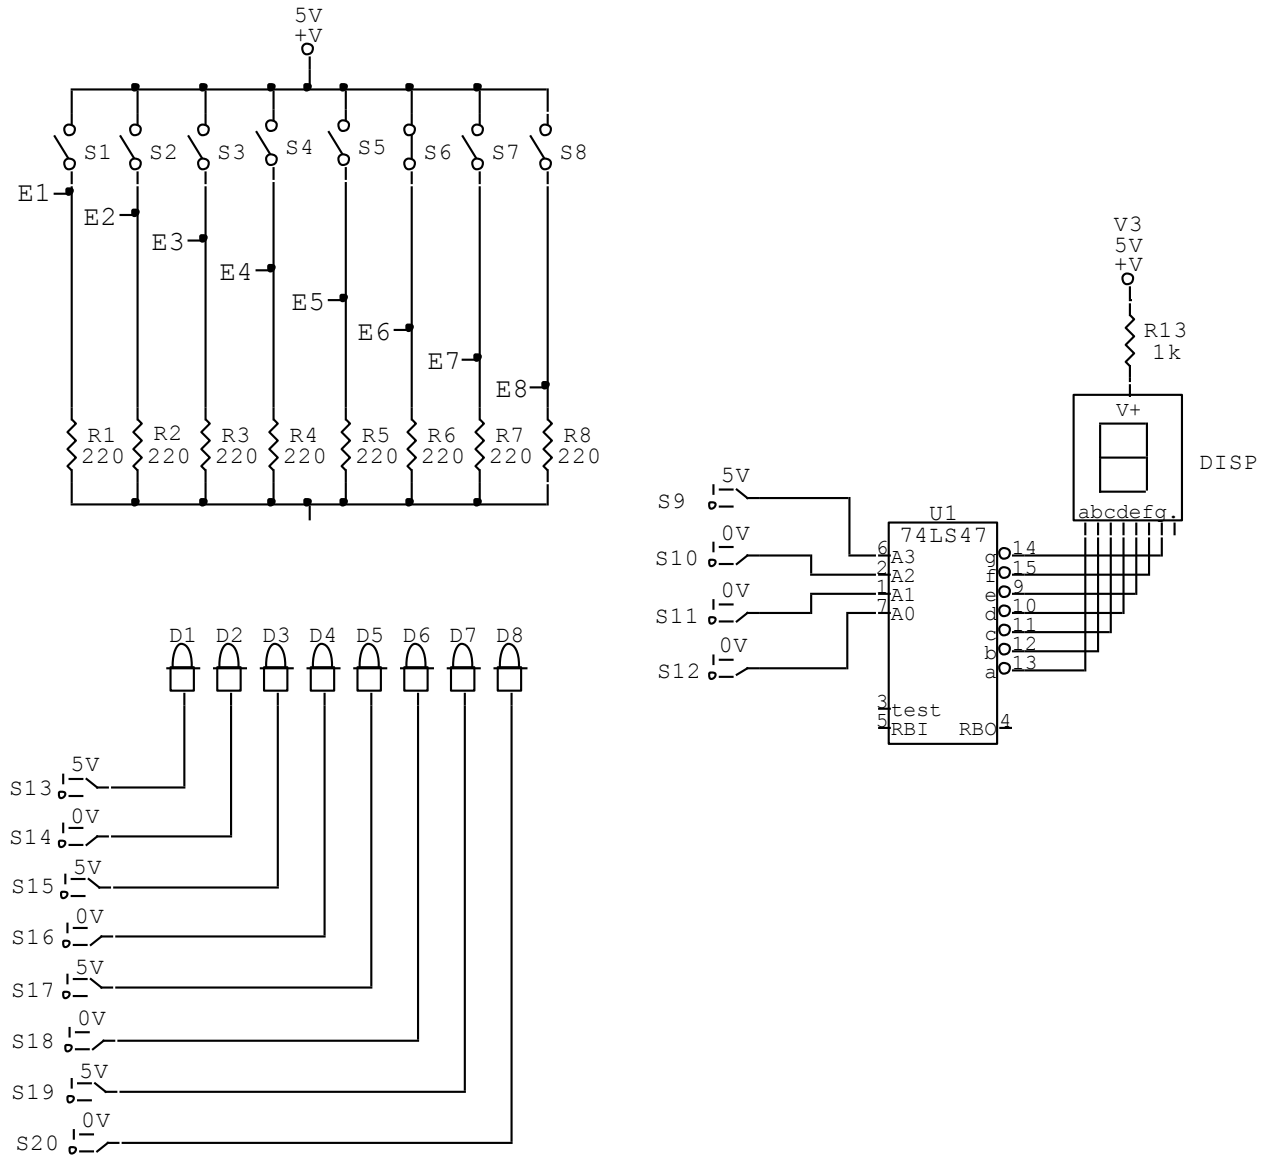 5V
+V
S1 S2 S3 S4 S5 S6 S7 S8
E1
E2
E3
E4
E5
E6
E7
E8
R1 R2 R3 R4 R5 R6 R7 R8
220 220 220 220 220 220 220 220
V3
5V
+V
R13
1k
V+
DISP
abcdefg.
S9 5V
S10 0V
S11 0V
S12 0V
U1
74LS47
6 A3 g 14
2 A2 f 15
1 A1 e 9
7 A0 d 10
c 11
b 12
a 13
3 test
5 RBI RBO 4
D1 D2 D3 D4 D5 D6 D7 D8
S13 5V
S14 0V
S15 5V
S16 0V
S17 5V
S18 0V
S19 5V
S20 0V